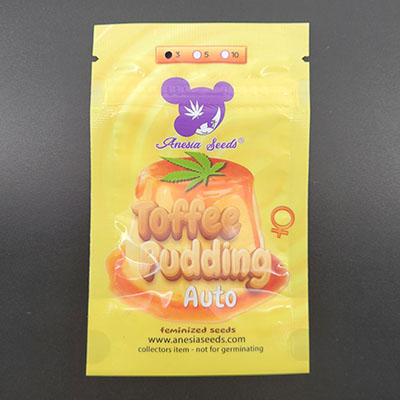 3 5 10
Anesia Seeds®
Toffee
Pudding
Auto
feminized seeds
www.anesiaseeds.com
collectors item - not for germinating